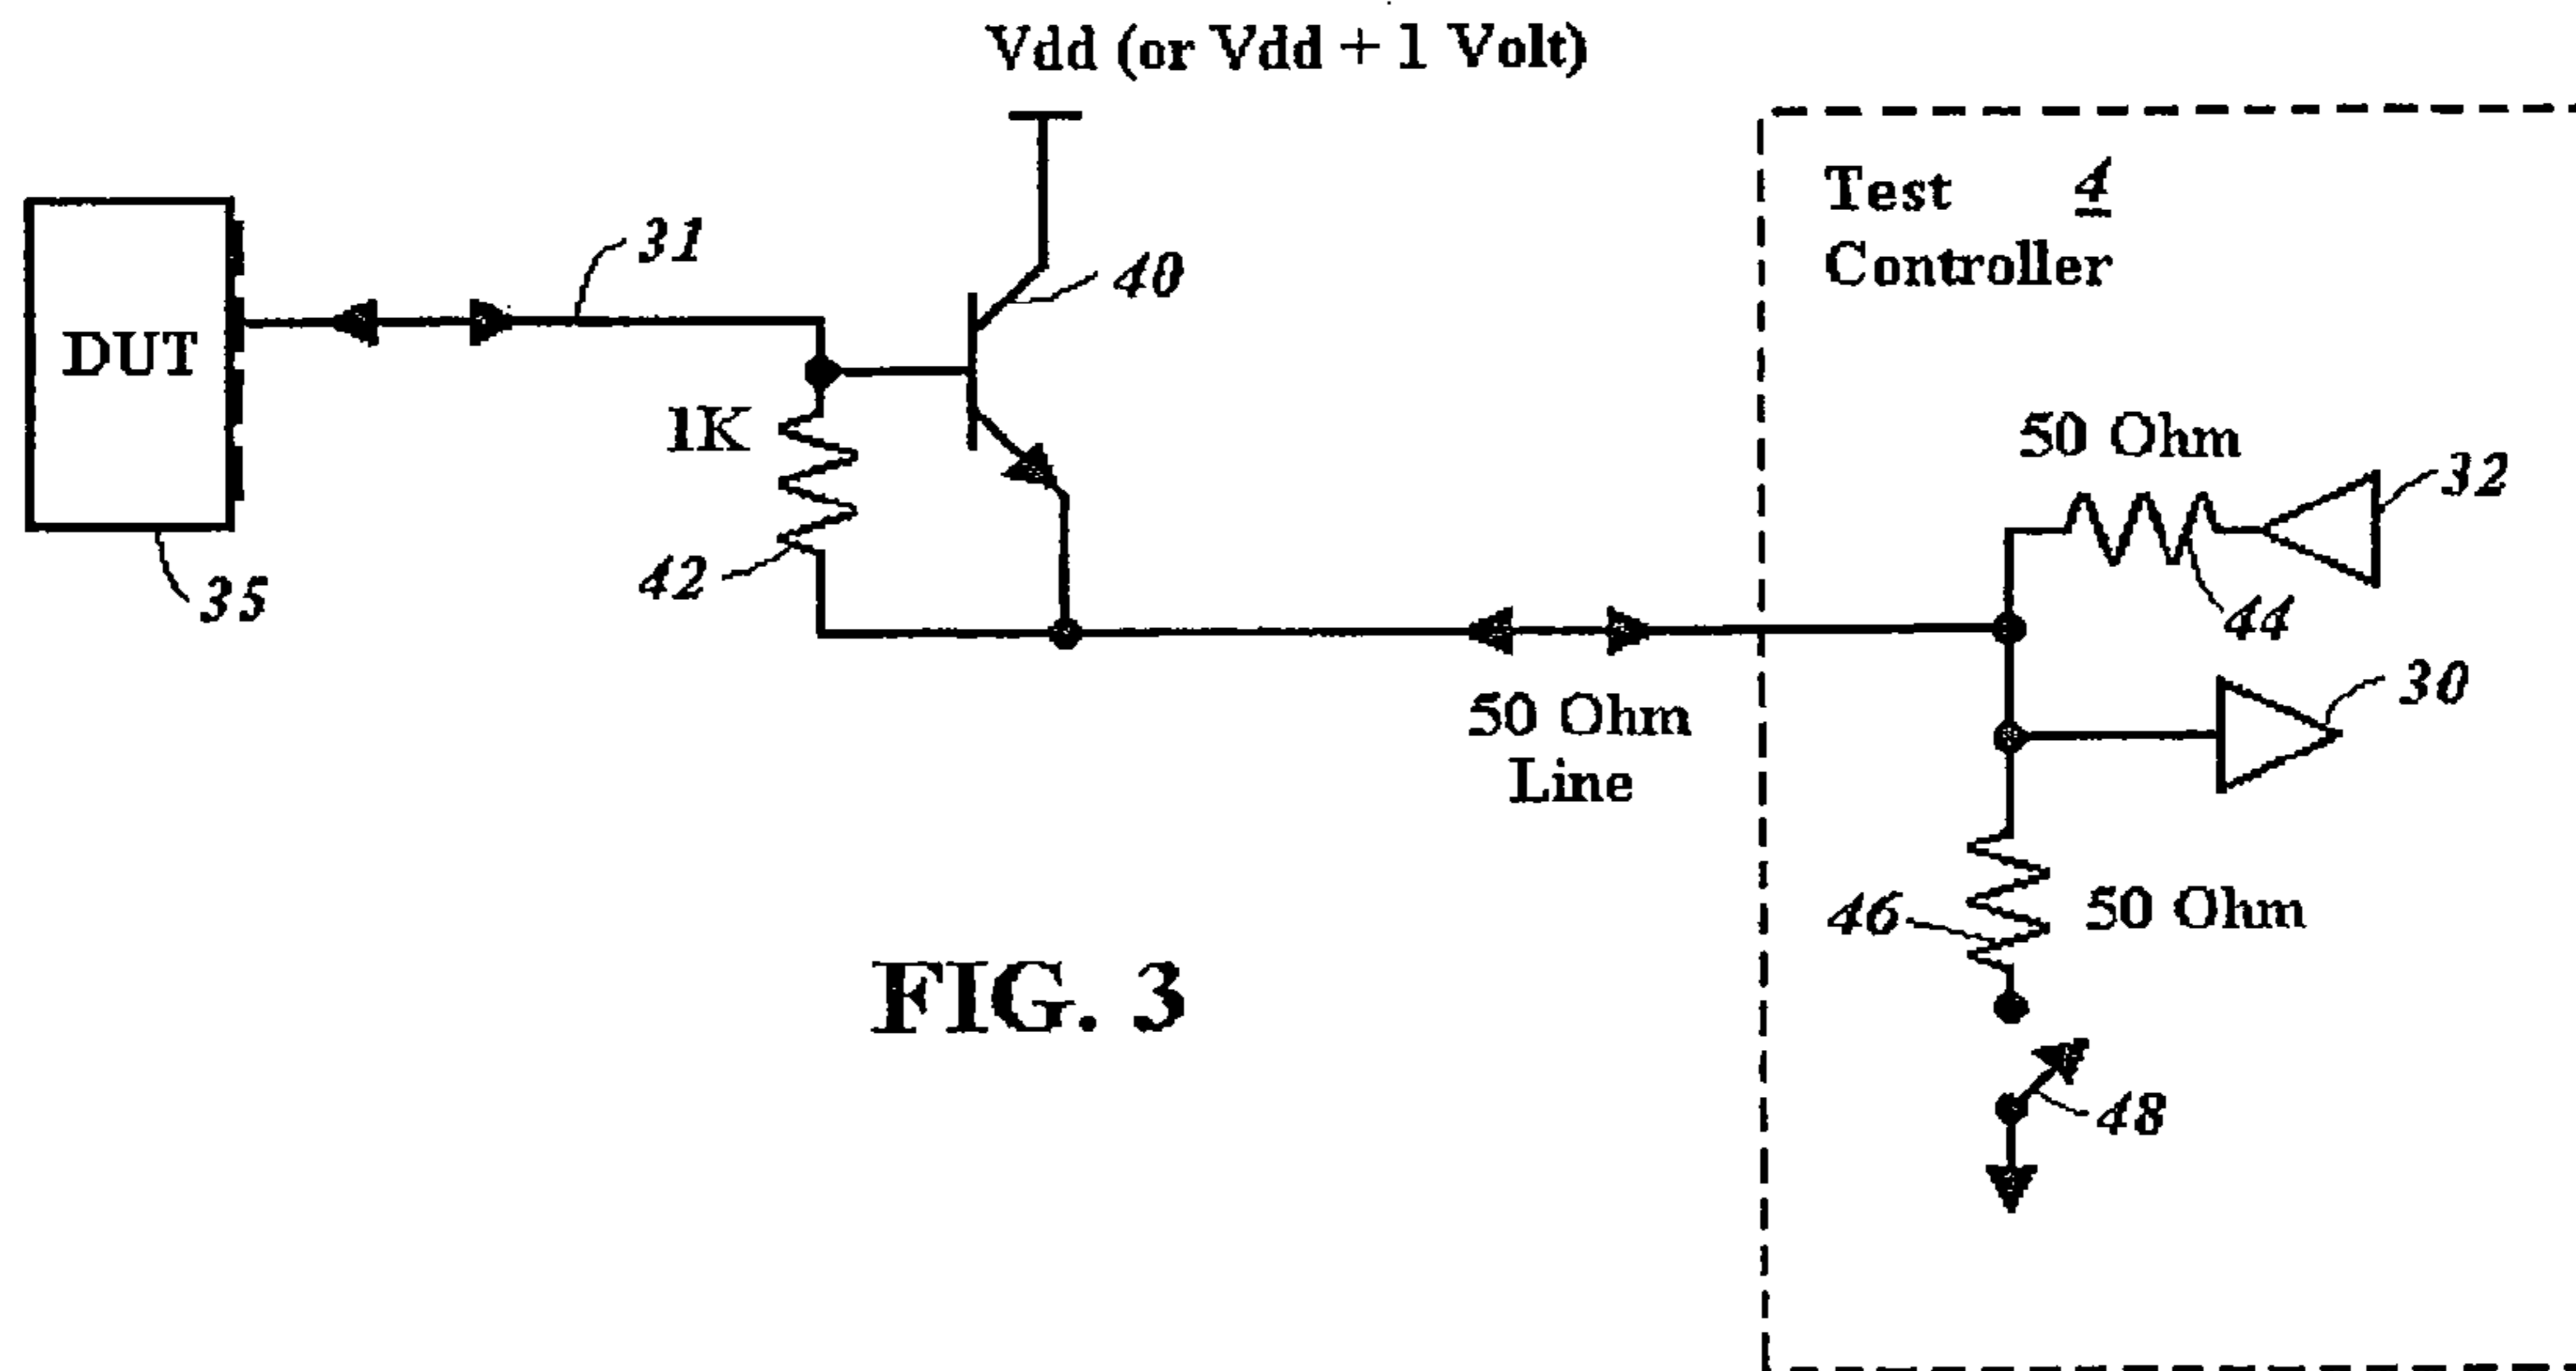 Vdd (or Vdd + 1 Volt)
Test 4
Controller
31
40
DUT
1K
50 Ohm
32
42
35
44
30
50 Ohm
Line
46
50 Ohm
FIG. 3
48